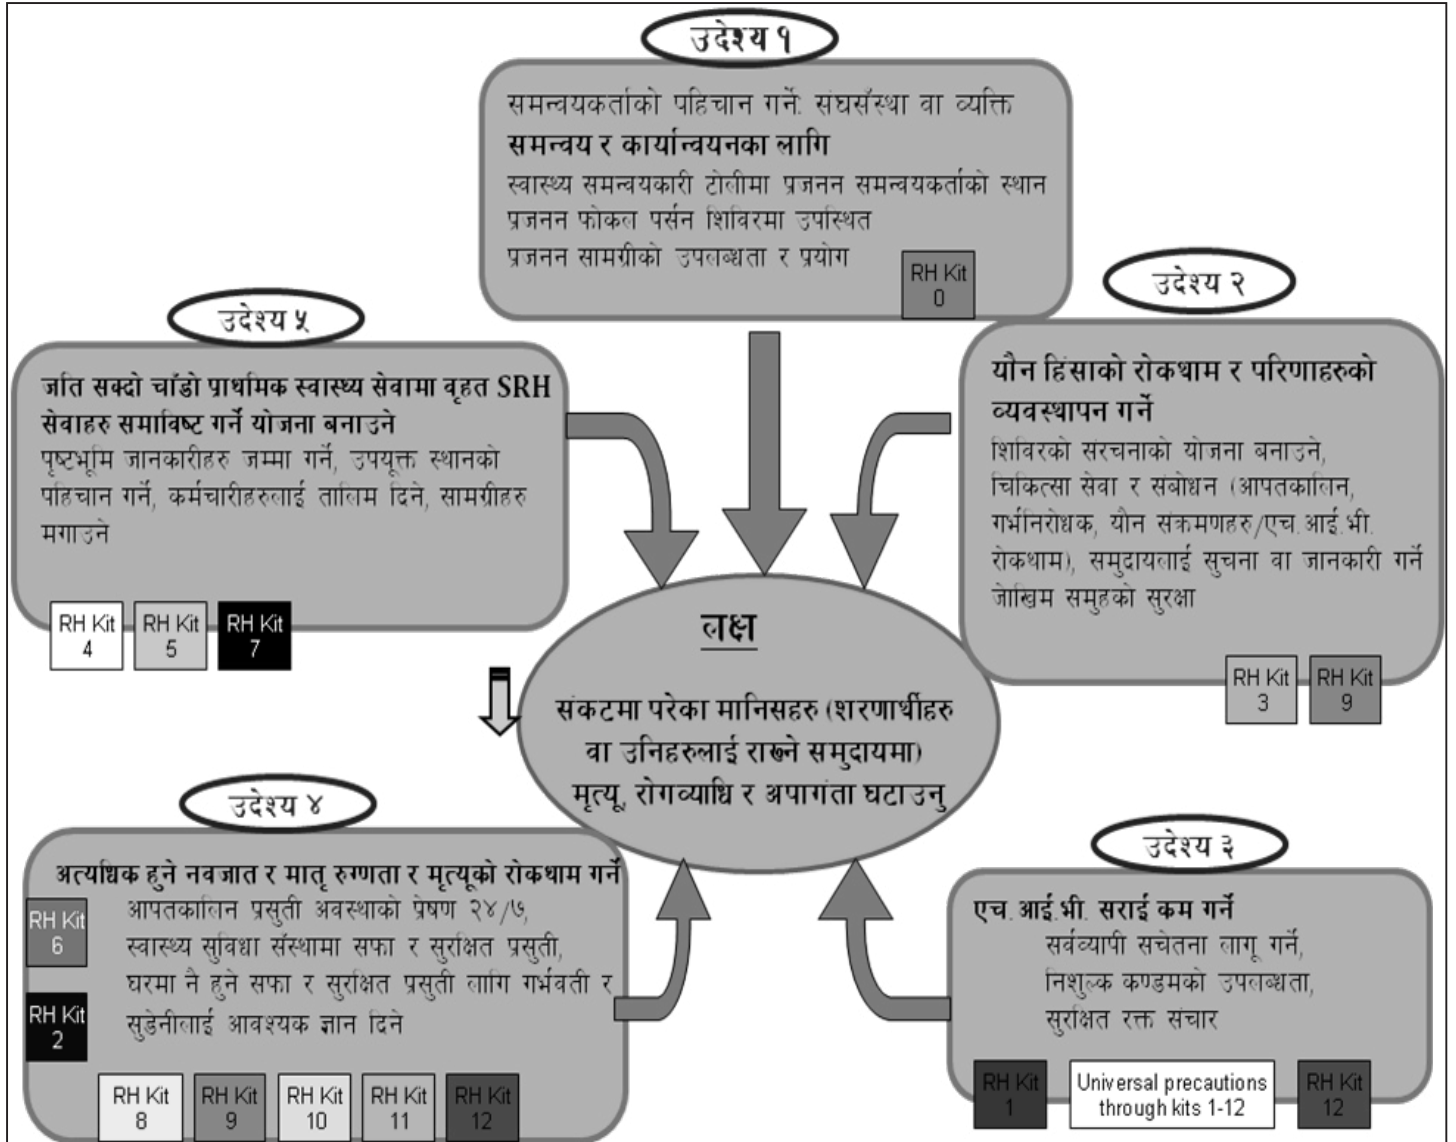 उदेश्य १
समन्वयकर्ताको पहिचान गर्ने: संघसँस्था वा व्यक्ति
समन्वय र कार्यान्वयनका लागि
स्वास्थ्य समन्वयकारी टोलीमा प्रजनन समन्वयकर्ताको स्थान
प्रजनन फोकल पर्सन शिविरमा उपस्थित
प्रजनन सामग्रीको उपलब्धता र प्रयोग
RH Kit
0
उदेश्य २
यौन हिंसाको रोकथाम र परिणाहरुको
व्यवस्थापन गर्ने
शिविरको संरचनाको योजना बनाउने,
चिकित्सा सेवा र संबोधन (आपतकालिन,
गर्भनिरोधक, यौन संक्रमणहरु/एच.आई.भी.
रोकथाम), समुदायलाई सुचना वा जानकारी गर्ने
जोखिम समुहको सुरक्षा
RH Kit
3
RH Kit
9
उदेश्य ५
जति सक्दो चाँडो प्राथमिक स्वास्थ्य सेवामा वृहत SRH
सेवाहरु समाविष्ट गर्ने योजना बनाउने
पृष्टभूमि जानकारीहरु जम्मा गर्ने, उपयूक्त स्थानको
पहिचान गर्ने, कर्मचारीहरुलाई तालिम दिने, सामग्रीहरु
मगाउने
RH Kit
4
RH Kit
5
RH Kit
7
लक्ष
संकटमा परेका मानिसहरु (शरणार्थीहरु
वा उनिहरुलाई राख्ने समुदायमा)
मृत्यू, रोगव्याधि र अपागंता घटाउनु
उदेश्य ४
अत्यधिक हुने नवजात र मातृ रुग्णता र मृत्यूको रोकथाम गर्ने
आपतकालिन प्रसुती अवस्थाको प्रेषण २४/७,
स्वास्थ्य सुविधा सँस्थामा सफा र सुरक्षित प्रसुती,
घरमा नै हुने सफा र सुरक्षित प्रसुती लागि गर्भवती र
सुडेनीलाई आवश्यक ज्ञान दिने
RH Kit
6
RH Kit
2
RH Kit
8
RH Kit
9
RH Kit
10
RH Kit
11
RH Kit
12
उदेश्य ३
एच.आई.भी. सराई कम गर्ने
सर्वव्यापी सचेतना लागू गर्ने,
निशुल्क कण्डमको उपलब्धता,
सुरक्षित रक्त संचार
RH Kit
1
Universal precautions
through kits 1-12
RH Kit
12